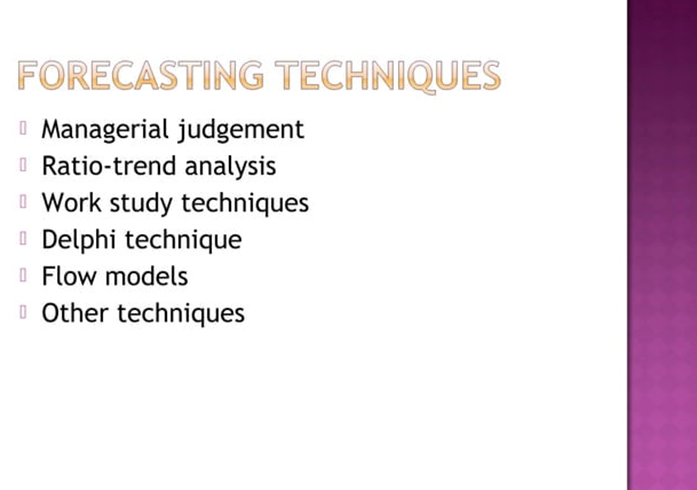 FORECASTING TECHNIQUES
Managerial judgement
Ratio-trend analysis
Work study techniques
Delphi technique
Flow models
Other techniques